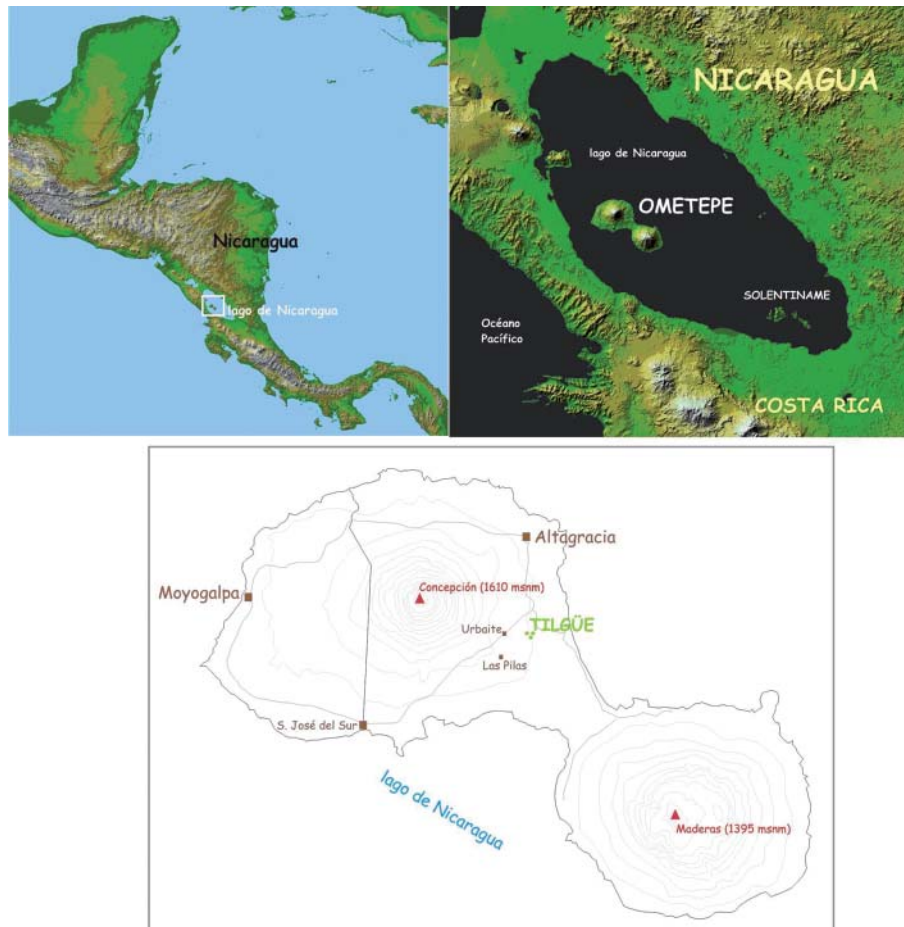 Nicaragua
lago de Nicaragua
NICARAGUA
lago de Nicaragua
OMETEPE
SOLENTINAME
Océano
Pacífico
COSTA RICA
Altagracia
Moyogalpa
Concepción (1610 msnm)
Urbaite
TILGÜE
Las Pilas
S. José del Sur
lago de Nicaragua
Maderas (1395 msnm)